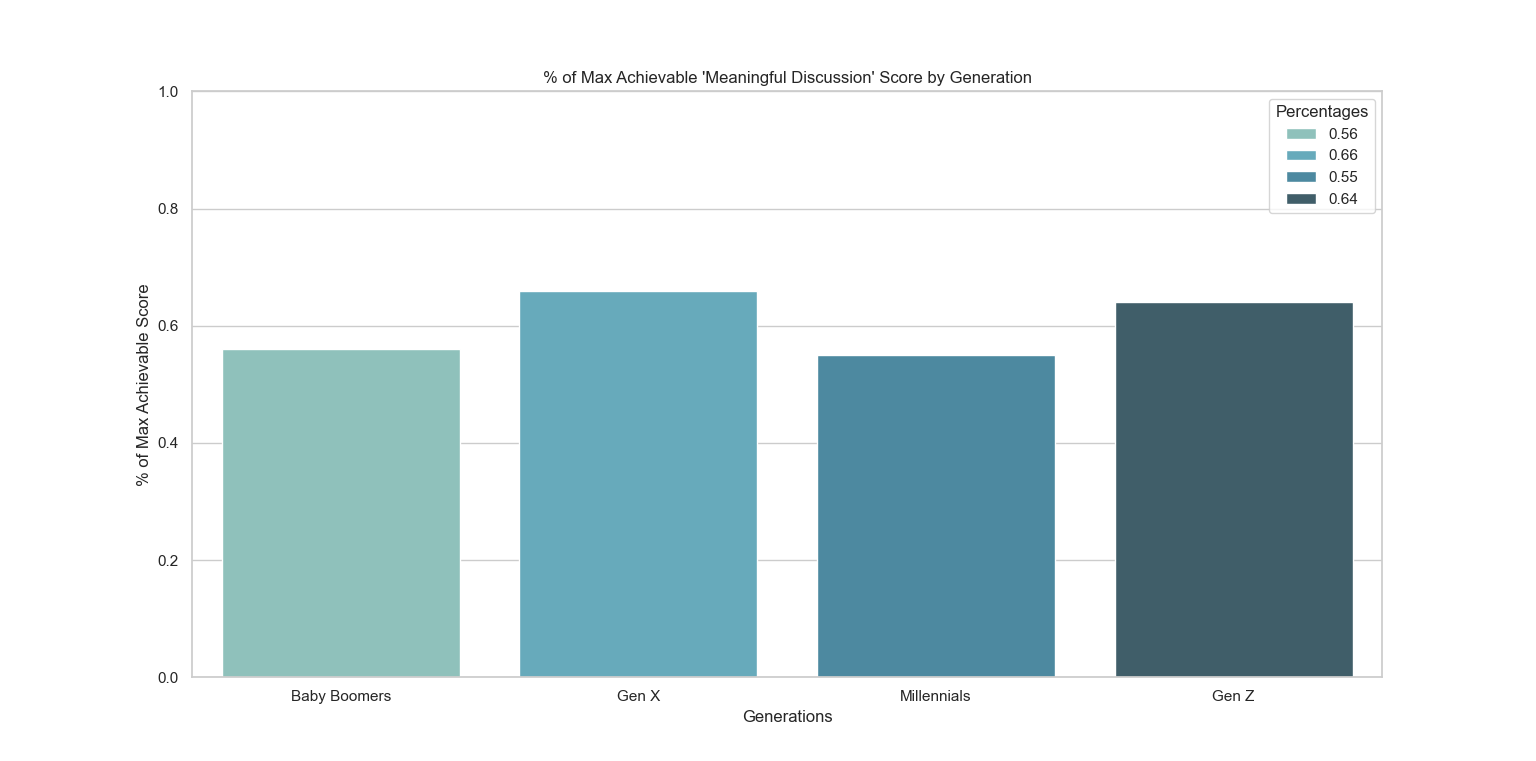 % of Max Achievable 'Meaningful Discussion' Score by Generation
1.0
0.8
0.6
0.4
0.2
0.0
% of Max Achievable Score
Percentages
0.56
0.66
0.55
0.64
Baby Boomers
Gen X
Millennials
Gen Z
Generations